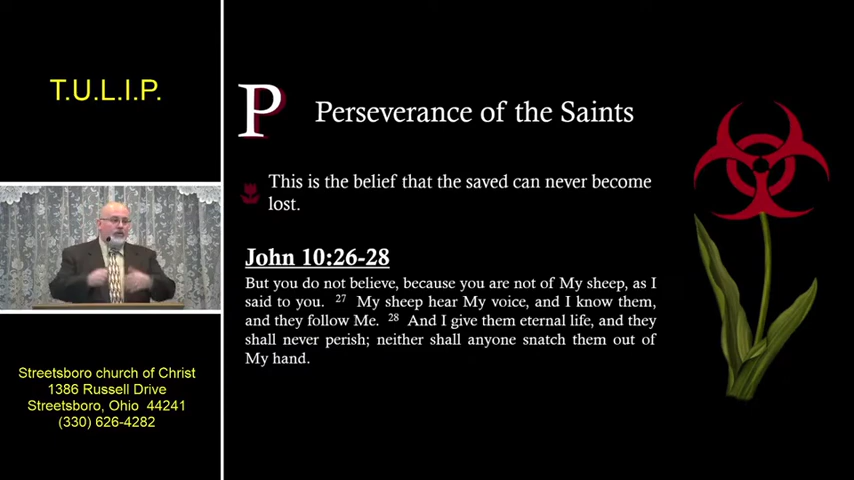 T.U.L.I.P.
P Perseverance of the Saints
This is the belief that the saved can never become
lost.
John 10:26-28
But you do not believe, because you are not of My sheep, as I
said to you. 27 My sheep hear My voice, and I know them,
and they follow Me. 28 And I give them eternal life, and they
shall never perish; neither shall anyone snatch them out of
My hand.
Streetsboro church of Christ
1386 Russell Drive
Streetsboro, Ohio 44241
(330) 626-4282